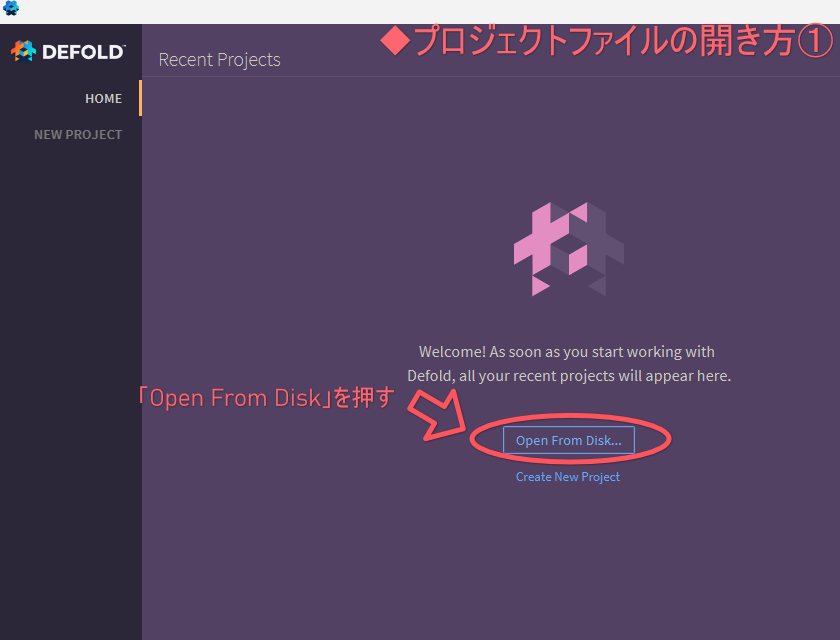 ◆プロジェクトファイルの開き方①
DEFOLD™
Recent Projects
HOME
NEW PROJECT
Welcome! As soon as you start working with
Defold, all your recent projects will appear here.
「Open From Disk」を押す
Open From Disk...
Create New Project